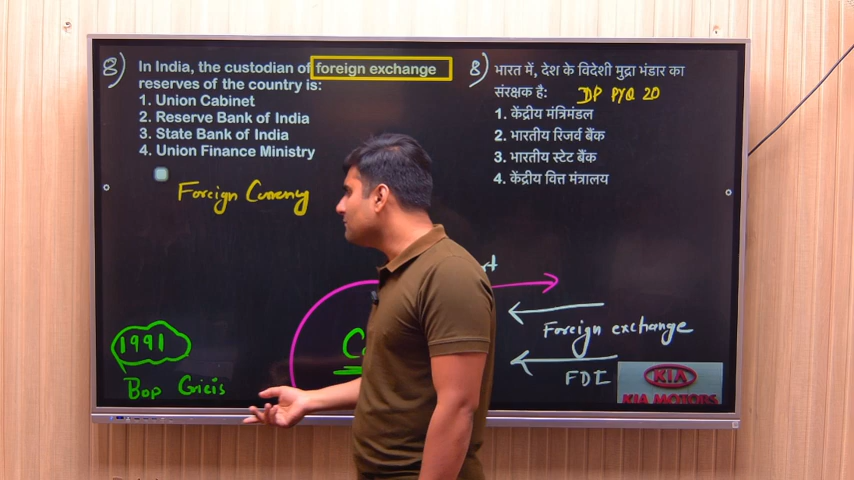 8) In India, the custodian of foreign exchange
reserves of the country is:
1. Union Cabinet
2. Reserve Bank of India
3. State Bank of India
4. Union Finance Ministry
Foreign Currency
8) भारत में, देश के विदेशी मुद्रा भंडार का
संरक्षक है:
DP PYQ 20
1. केंद्रीय मंत्रिमंडल
2. भारतीय रिजर्व बैंक
3. भारतीय स्टेट बैंक
4. केंद्रीय वित्त मंत्रालय
1991
BOP Crisis
Foreign exchange
FDI
KIA
KIA MOTORS